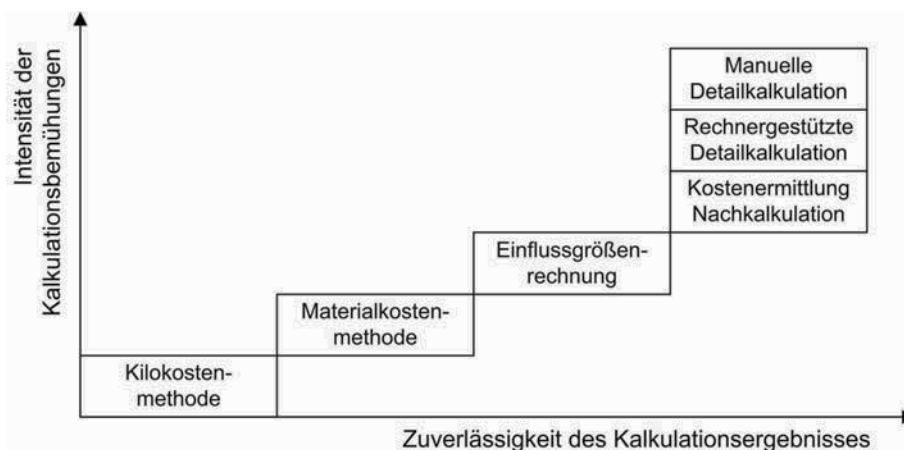 Intensität der
Kalkulationsbemühungen
Manuelle
Detailkalkulation
Rechnergestützte
Detailkalkulation
Kostenermittlung
Nachkalkulation
Einflussgrößen-
rechnung
Materialkosten-
methode
Kilokosten-
methode
Zuverlässigkeit des Kalkulationsergebnisses